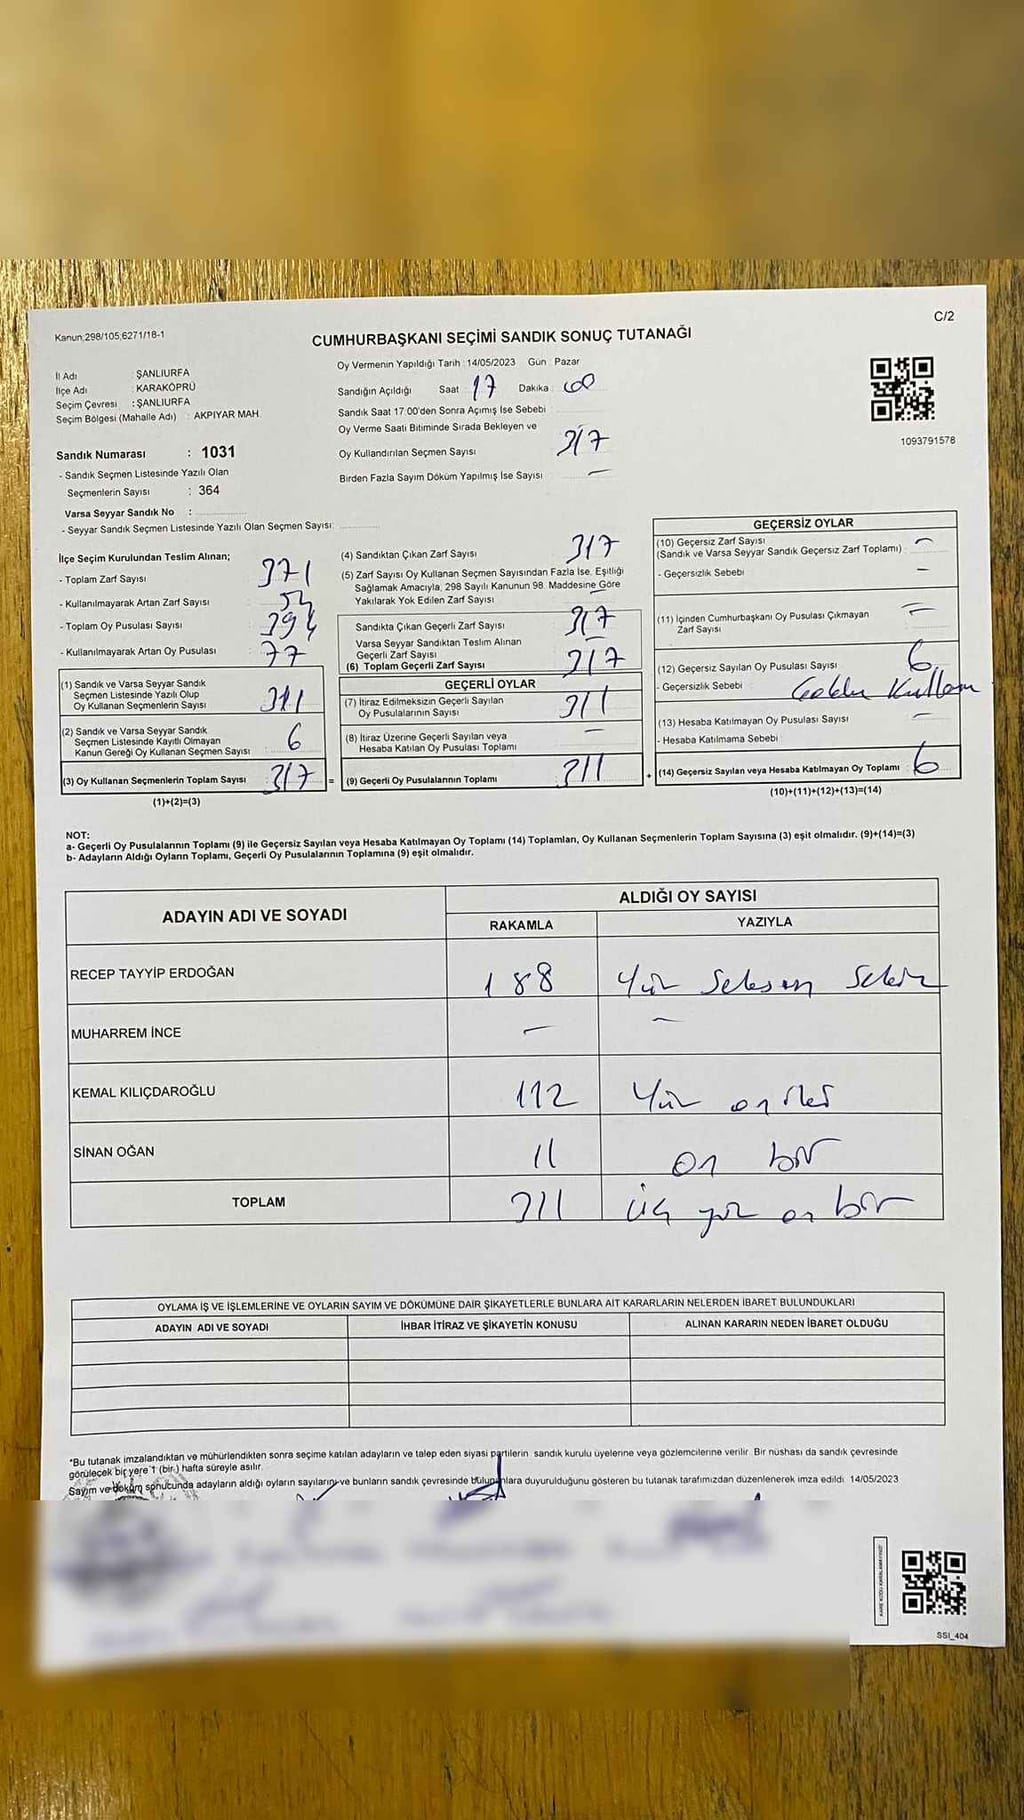 C/2
Kanun:298/105,6271/18-1
CUMHURBAŞKANI SEÇİMİ SANDIK SONUÇ TUTANAĞI
İl Adı : ŞANLIURFA
İlçe Adı : KARAKÖPRÜ
Seçim Çevresi : ŞANLIURFA
Seçim Bölgesi (Mahalle Adı) : AKPIYAR MAH.
Sandık Numarası : 1031
- Sandık Seçmen Listesinde Yazılı Olan
Seçmenlerin Sayısı : 364
Varsa Seyyar Sandık No :
- Seyyar Sandık Seçmen Listesinde Yazılı Olan Seçmen Sayısı:
Oy Vermenin Yapıldığı Tarih : 14/05/2023 Gün : Pazar
Sandığın Açıldığı Saat : 17 Dakika : 00
Sandık Saat 17:00'den Sonra Açımış İse Sebebi
Oy Verme Saati Bitiminde Sırada Bekleyen ve
Oy Kullandırılan Seçmen Sayısı 317
Birden Fazla Sayım Döküm Yapılmış İse Sayısı : —
1093791578
İlçe Seçim Kurulundan Teslim Alınan;
- Toplam Zarf Sayısı 371
- Kullanılmayarak Artan Zarf Sayısı 54
- Toplam Oy Pusulası Sayısı 394
- Kullanılmayarak Artan Oy Pusulası 77
(1) Sandık ve Varsa Seyyar Sandık
Seçmen Listesinde Yazılı Olup
Oy Kullanan Seçmenlerin Sayısı 311
(2) Sandık ve Varsa Seyyar Sandık
Seçmen Listesinde Kayıtlı Olmayan
Kanun Gereği Oy Kullanan Seçmen Sayısı 6
(3) Oy Kullanan Seçmenlerin Toplam Sayısı 317 =
(1)+(2)=(3)
(4) Sandıktan Çıkan Zarf Sayısı 317
(5) Zarf Sayısı Oy Kullanan Seçmen Sayısından Fazla İse, Eşitliği
Sağlamak Amacıyla, 298 Sayılı Kanunun 98. Maddesine Göre
Yakılarak Yok Edilen Zarf Sayısı —
Sandıkta Çıkan Geçerli Zarf Sayısı 317
Varsa Seyyar Sandıktan Teslim Alınan
Geçerli Zarf Sayısı —
(6) Toplam Geçerli Zarf Sayısı 317
GEÇERLİ OYLAR
(7) İtiraz Edilmeksizin Geçerli Sayılan
Oy Pusulalarının Sayısı 311
(8) İtiraz Üzerine Geçerli Sayılan veya
Hesaba Katılan Oy Pusulası Toplamı —
(9) Geçerli Oy Pusulalarının Toplamı 311 +
GEÇERSİZ OYLAR
(10) Geçersiz Zarf Sayısı
(Sandık ve Varsa Seyyar Sandık Geçersiz Zarf Toplamı) : —
- Geçersizlik Sebebi : —
(11) İçinden Cumhurbaşkanı Oy Pusulası Çıkmayan
Zarf Sayısı —
(12) Geçersiz Sayılan Oy Pusulası Sayısı : 6
- Geçersizlik Sebebi :
(13) Hesaba Katılmayan Oy Pusulası Sayısı : —
- Hesaba Katılmama Sebebi :
(14) Geçersiz Sayılan veya Hesaba Katılmayan Oy Toplamı : 6
(10)+(11)+(12)+(13)=(14)
NOT:
a- Geçerli Oy Pusulalarının Toplamı (9) ile Geçersiz Sayılan veya Hesaba Katılmayan Oy Toplamı (14) Toplamları, Oy Kullanan Seçmenlerin Toplam Sayısına (3) eşit olmalıdır. (9)+(14)=(3)
b- Adayların Aldığı Oyların Toplamı, Geçerli Oy Pusulalarının Toplamına (9) eşit olmalıdır.
ADAYIN ADI VE SOYADI
ALDIĞI OY SAYISI
RAKAMLA YAZIYLA
RECEP TAYYİP ERDOĞAN 188 Yüz Seksen Sekiz
MUHARREM İNCE — —
KEMAL KILIÇDAROĞLU 112 Yüz on iki
SİNAN OĞAN 11 on bir
TOPLAM 311 Üç yüz on bir
OYLAMA İŞ VE İŞLEMLERİNE VE OYLARIN SAYIM VE DÖKÜMÜNE DAİR ŞİKAYETLERLE BUNLARA AİT KARARLARIN NELERDEN İBARET BULUNDUKLARI
ADAYIN ADI VE SOYADI İHBAR İTİRAZ VE ŞİKAYETİN KONUSU ALINAN KARARIN NEDEN İBARET OLDUĞU
*Bu tutanak imzalandıktan ve mühürlendikten sonra seçime katılan adayların ve talep eden siyasi partilerin sandık kurulu üyelerine veya gözlemcilerine verilir. Bir nüshası da sandık çevresinde
görülecek bir yere 1 (bir) hafta süreyle asılır.
Sayım ve döküm sonucunda adayların aldığı oyların sayılarını ve bunların sandık çevresinde bulunanlara duyurulduğunu gösteren bu tutanak tarafımızdan düzenlenerek imza edildi. 14/05/2023
SSI_404